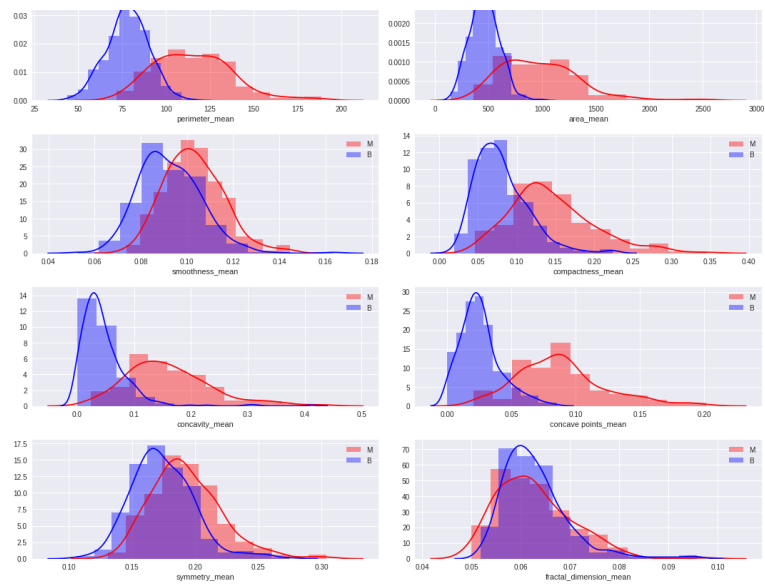 0.03
0.02
0.01
0.00
25 50 75 100 125 150 175 200
perimeter_mean
0.0020
0.0015
0.0010
0.0005
0.0000
0 500 1000 1500 2000 2500 3000
area_mean
M
B
30
25
20
15
10
5
0
0.04 0.06 0.08 0.10 0.12 0.14 0.16 0.18
smoothness_mean
M
B
14
12
10
8
6
4
2
0
0.00 0.05 0.10 0.15 0.20 0.25 0.30 0.35 0.40
compactness_mean
M
B
14
12
10
8
6
4
2
0
0.0 0.1 0.2 0.3 0.4 0.5
concavity_mean
M
B
30
25
20
15
10
5
0
0.00 0.05 0.10 0.15 0.20
concave points_mean
M
B
17.5
15.0
12.5
10.0
7.5
5.0
2.5
0.0
0.10 0.15 0.20 0.25 0.30
symmetry_mean
M
B
70
60
50
40
30
20
10
0
0.04 0.05 0.06 0.07 0.08 0.09 0.10
fractal_dimension_mean